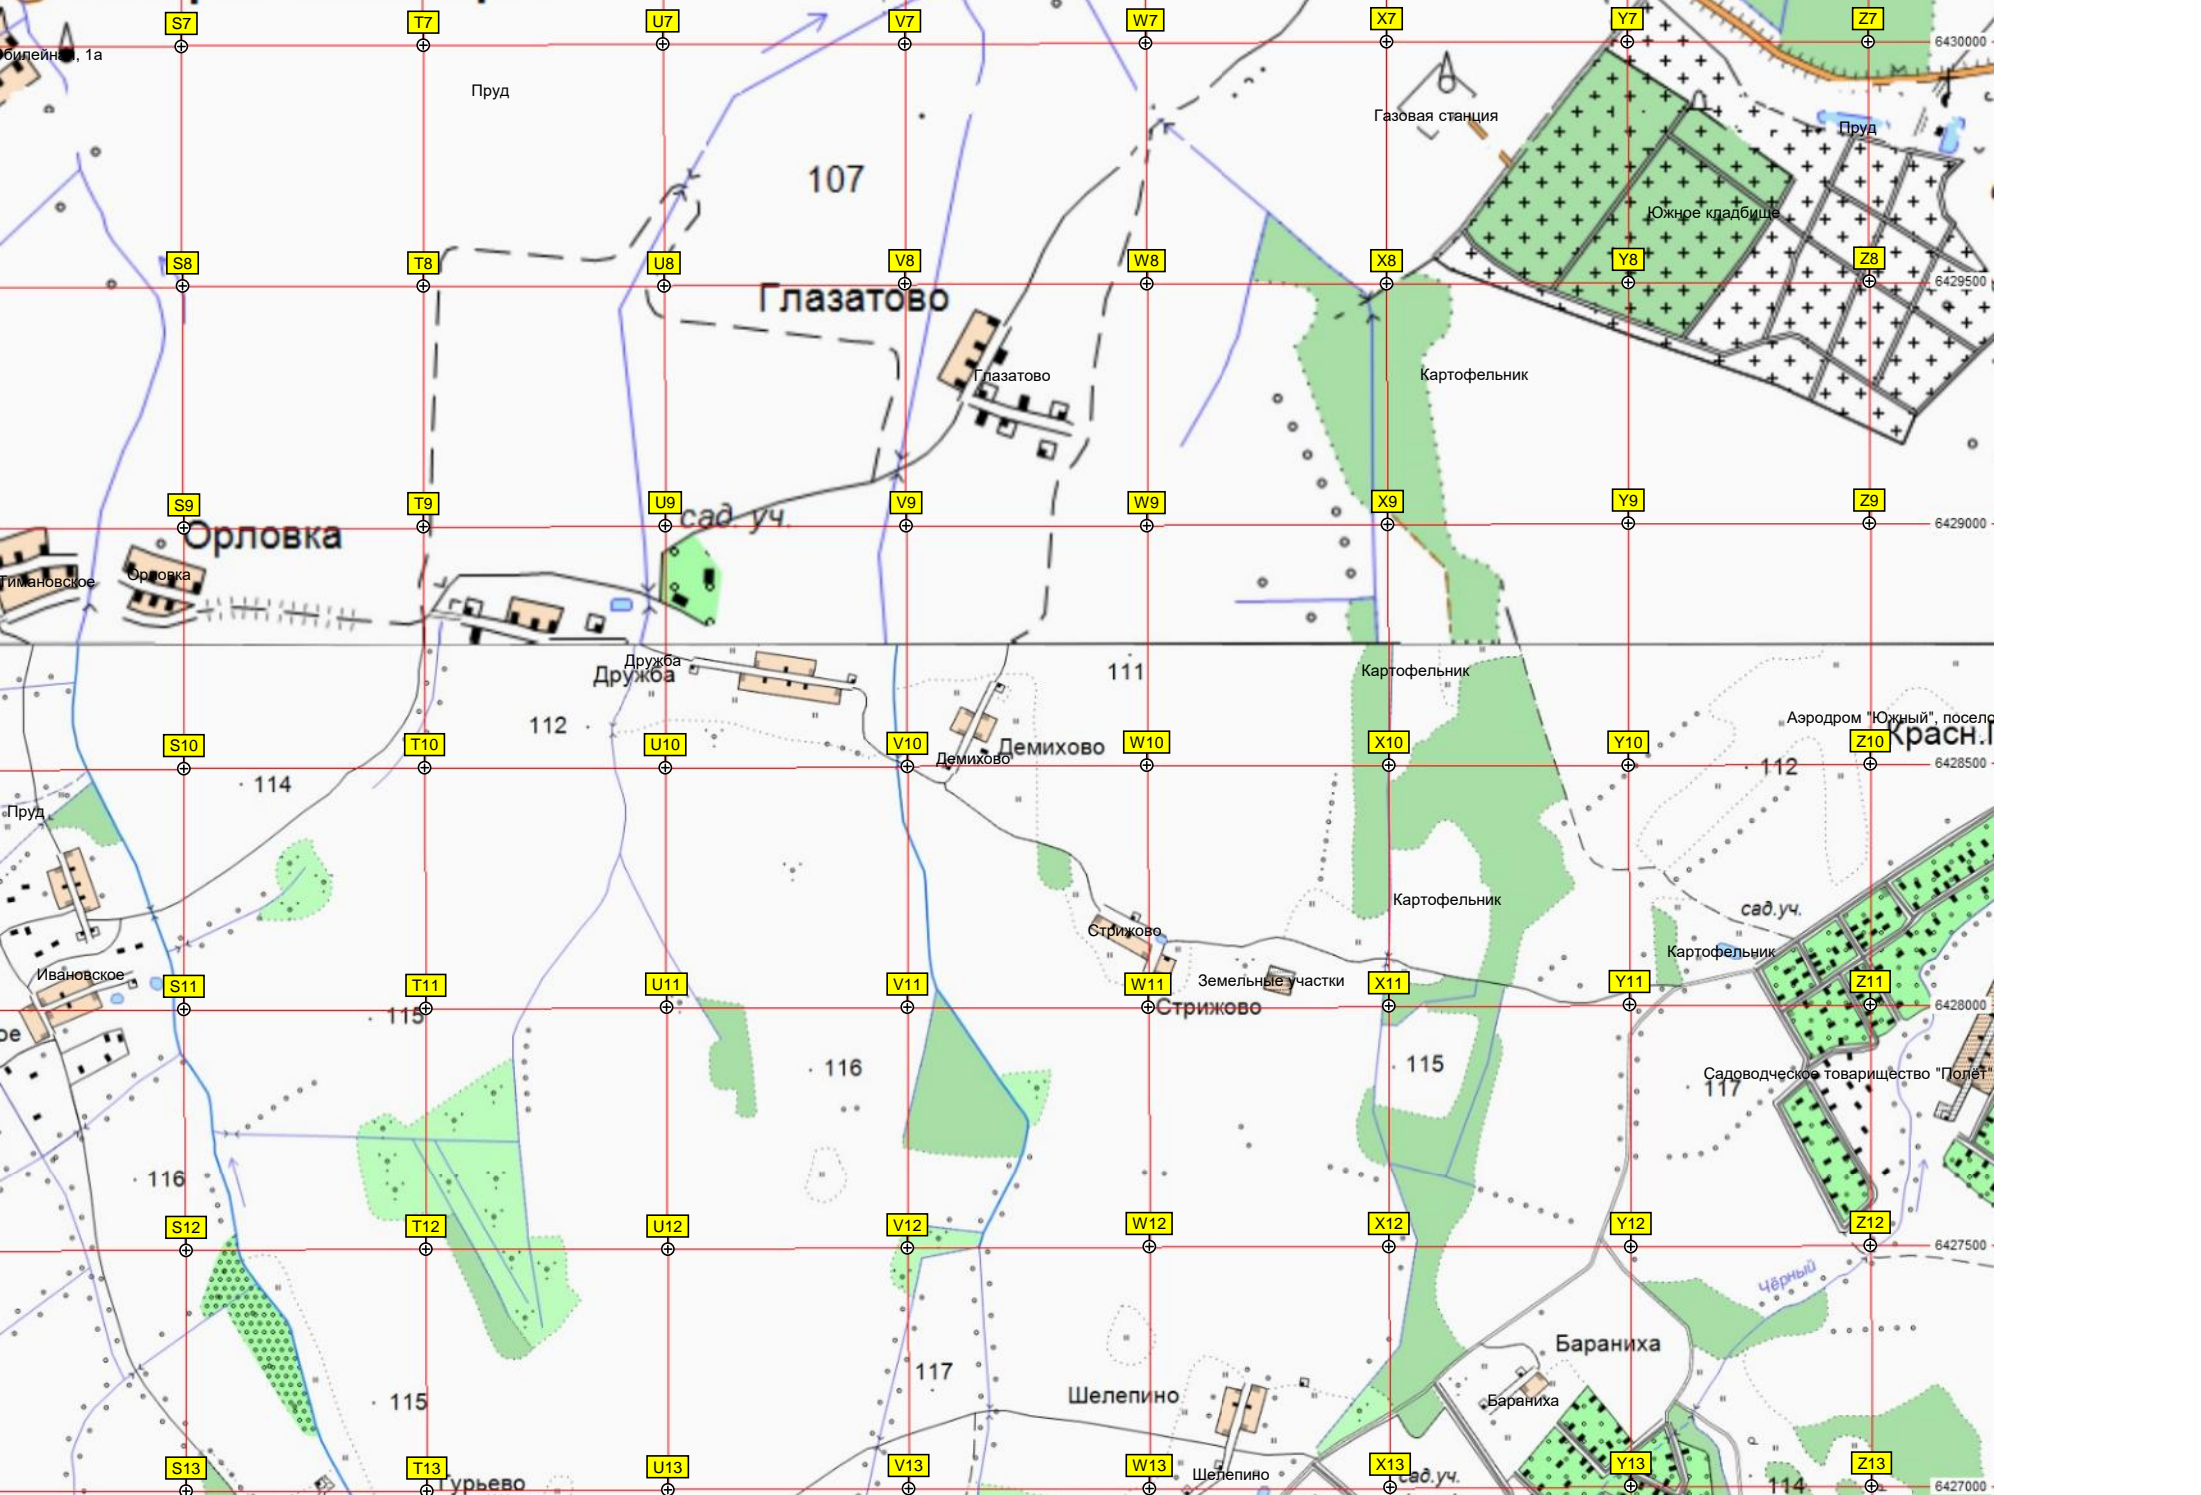 S7
T7
U7
V7
W7
X7
Y7
Z7
6430000
билейная, 1а
Пруд
Газовая станция
Пруд
107
Южное кладбище
S8
T8
U8
V8
W8
X8
Y8
Z8
6429500
Глазатово
Глазатово
Картофельник
S9
T9
U9
V9
W9
X9
Y9
Z9
6429000
сад. уч.
Орловка
Тимановское
Орловка
Дружба
Дружба
111
Картофельник
112
Аэродром "Южный", посело
Красн.
S10
T10
U10
V10
W10
X10
Y10
Z10
6428500
Демихово
Демихово
112
114
Пруд
Картофельник
сад.уч.
Стрижово
Картофельник
Ивановское
Земельные участки
S11
T11
U11
V11
W11
X11
Y11
Z11
6428000
115
Стрижово
ое
116
115
Садоводческое товарищество "Полёт"
117
116
S12
T12
U12
V12
W12
X12
Y12
Z12
6427500
Чёрный
Бараниха
117
Шелепино
115
Бараниха
S13
T13
U13
V13
W13
X13
Y13
Z13
6427000
Гурьево
Шелепино
сад.уч.
114